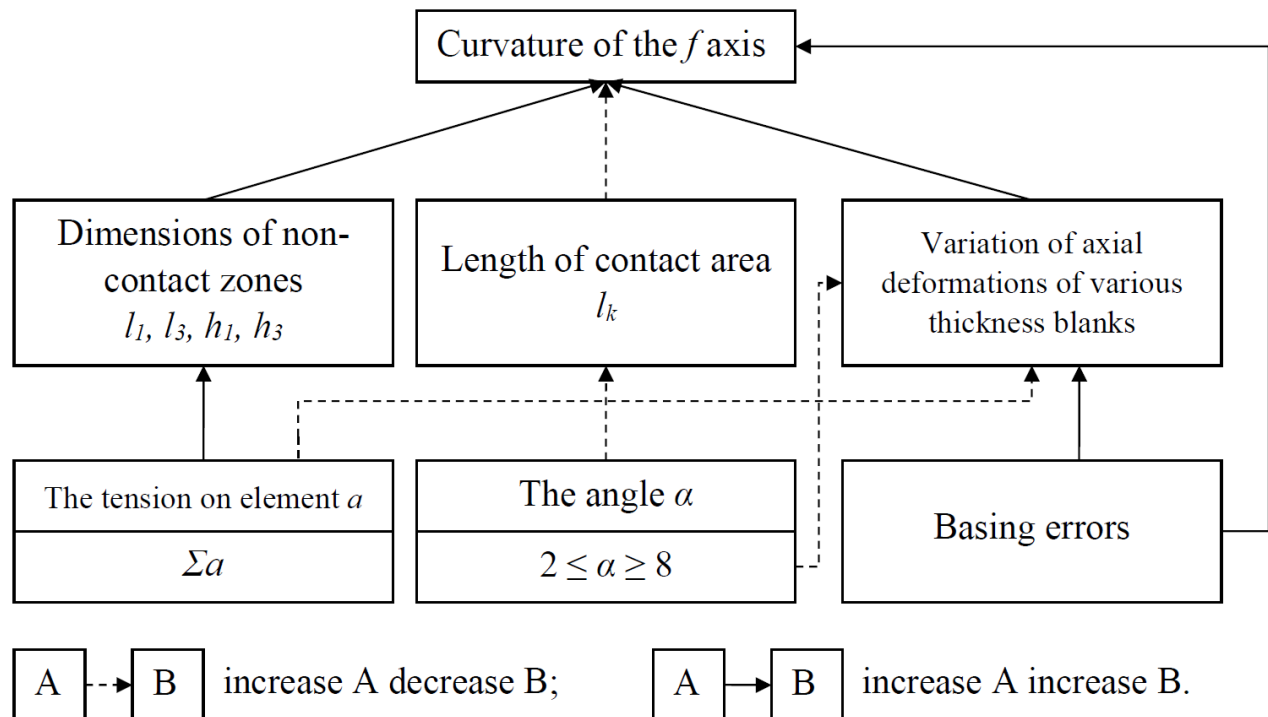 Curvature of the f axis
Dimensions of non-
contact zones
l1, l3, h1, h3
Length of contact area
lk
Variation of axial
deformations of various
thickness blanks
The tension on element a
Σa
The angle α
2 ≤ α ≥ 8
Basing errors
A B increase A decrease B;
A B increase A increase B.